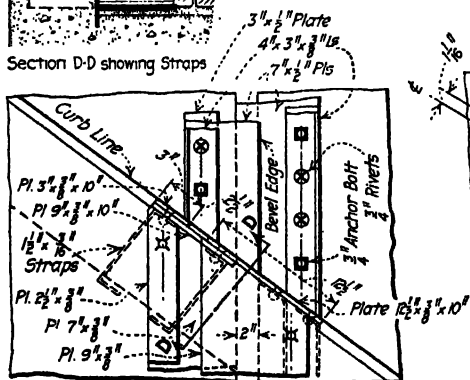 Section D-D showing Straps
3"x 1/2" Plate
4"x 3"x 3/8" Ls
7"x 1/2" Pls
Curb Line
3"
Bevel Edge
3/4" Anchor Bolt
3/4" Rivets
Pl. 3"x 3/8"x 10"
Pl 9"x 3/8"x 10"
1 1/2"x 3/16"
Straps
D
Pl. 2 1/2"x 3/8"
Pl 7"x 3/8"
D
Pl. 9"x 3/8"
2"
Plate 12 1/2"x 3/8"x 10"